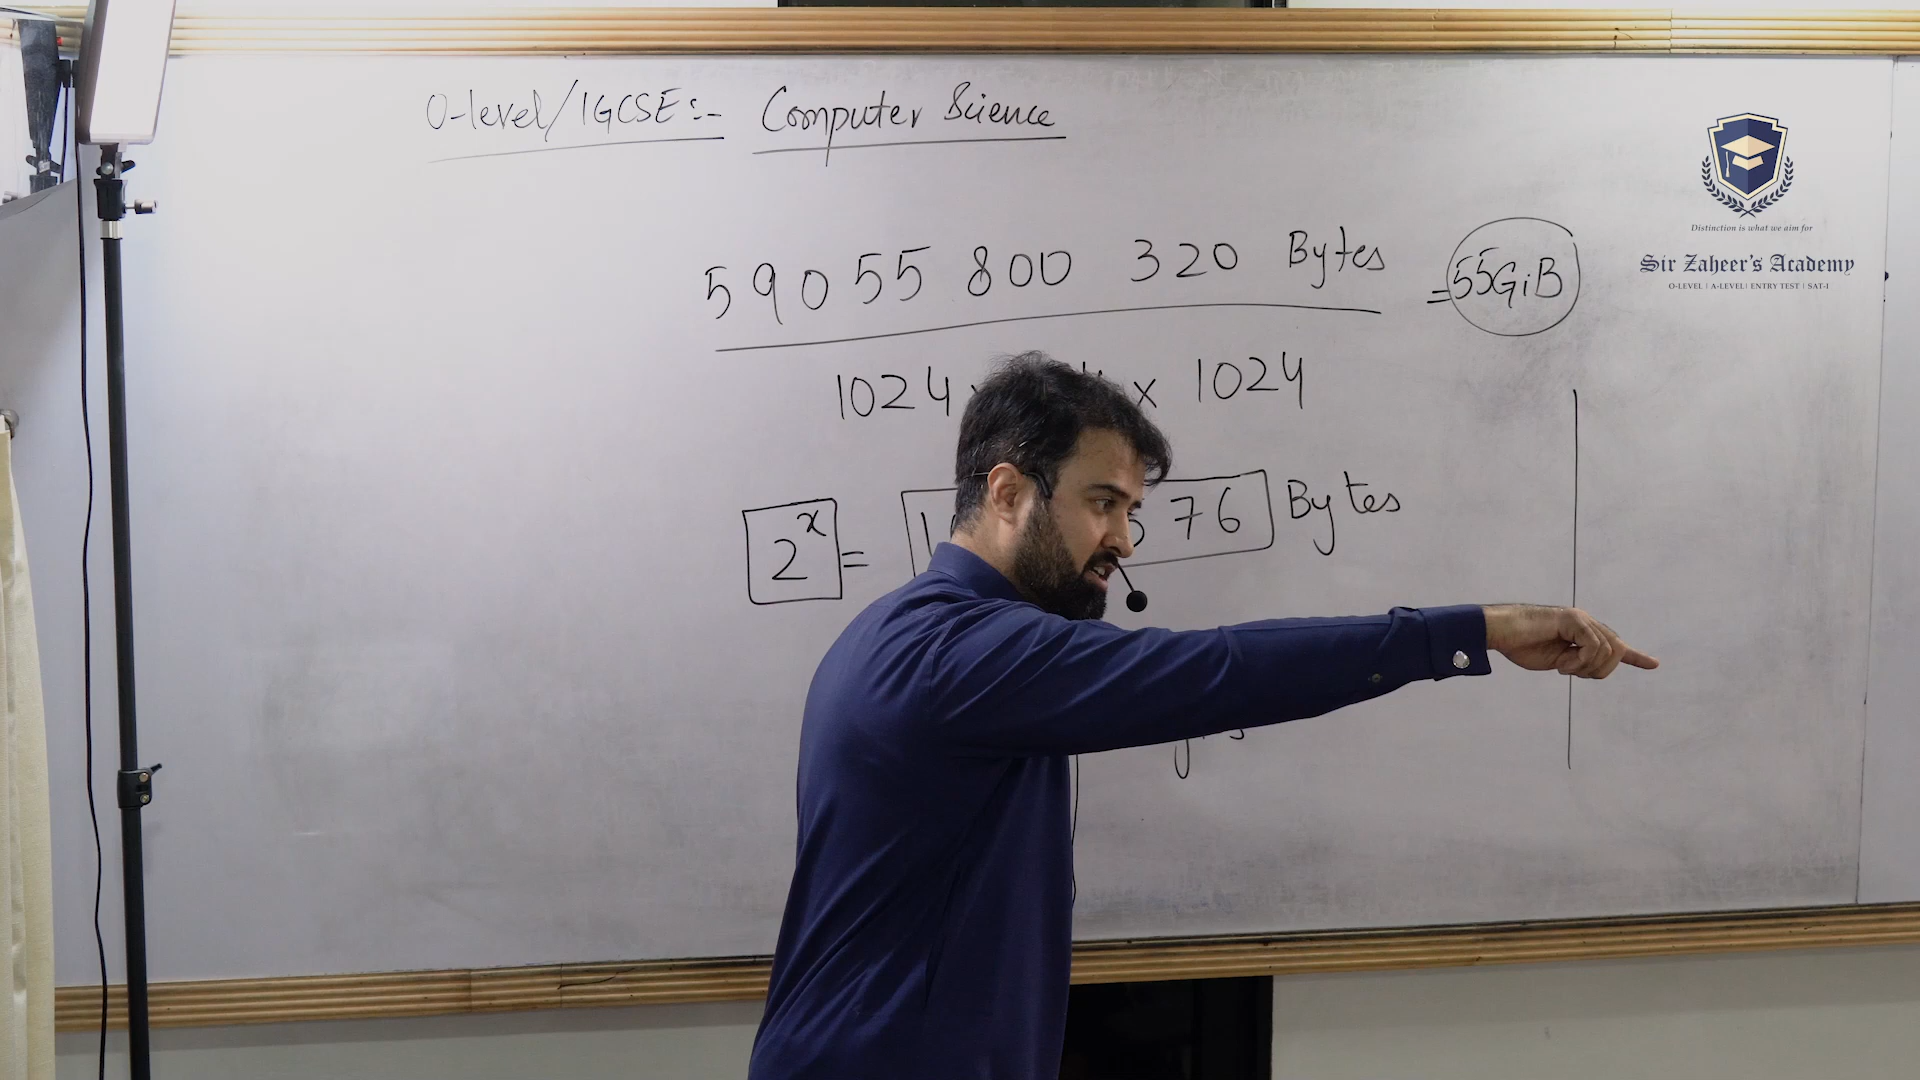 O-level/IGCSE:- Computer Science
59055 800 320 Bytes = 55GiB
1024 x x 1024
2^x = 76 Bytes
Distinction is what we aim for
Sir Zaheer's Academy
O-LEVEL | A-LEVEL | ENTRY TEST | SAT-I